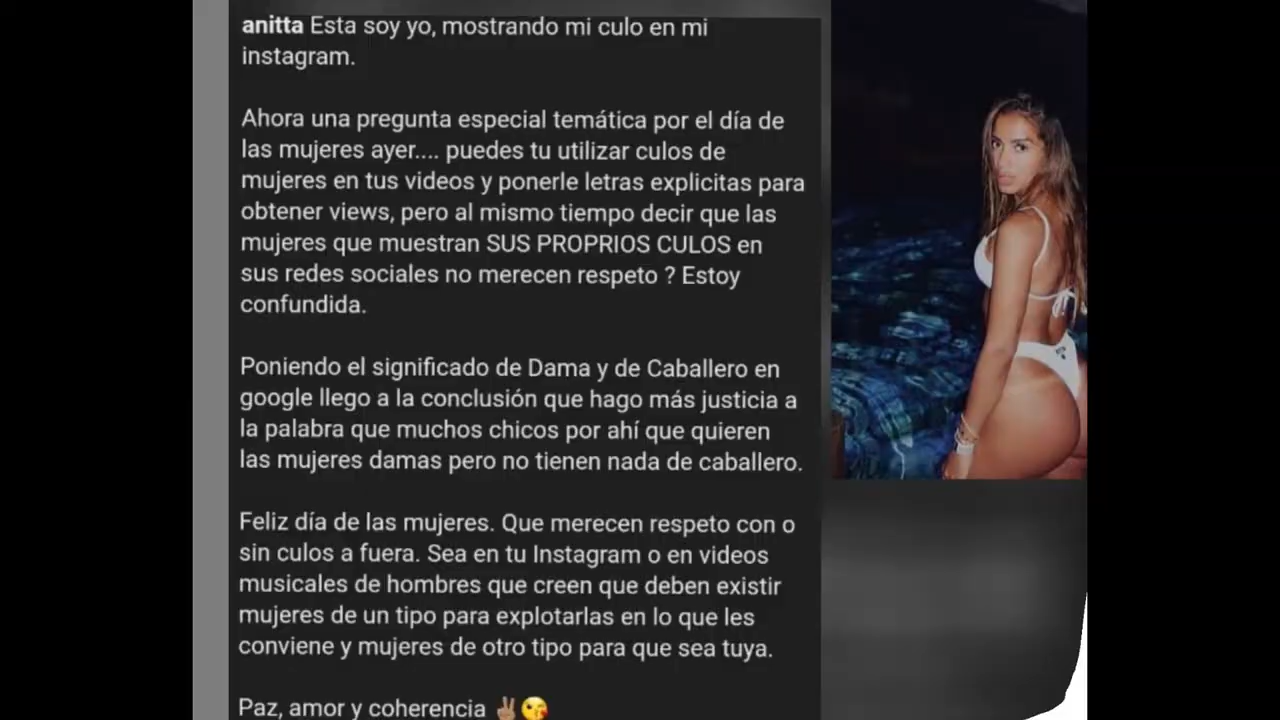 anitta Esta soy yo, mostrando mi culo en mi
instagram.
Ahora una pregunta especial temática por el día de
las mujeres ayer.... puedes tu utilizar culos de
mujeres en tus videos y ponerle letras explicitas para
obtener views, pero al mismo tiempo decir que las
mujeres que muestran SUS PROPRIOS CULOS en
sus redes sociales no merecen respeto ? Estoy
confundida.
Poniendo el significado de Dama y de Caballero en
google llego a la conclusión que hago más justicia a
la palabra que muchos chicos por ahí que quieren
las mujeres damas pero no tienen nada de caballero.
Feliz día de las mujeres. Que merecen respeto con o
sin culos a fuera. Sea en tu Instagram o en videos
musicales de hombres que creen que deben existir
mujeres de un tipo para explotarlas en lo que les
conviene y mujeres de otro tipo para que sea tuya.
Paz, amor y coherencia ✌🏽😘